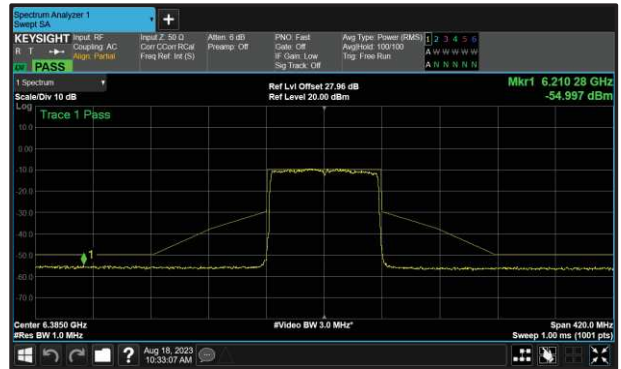 Spectrum Analyzer 1
Swept SA
+
KEYSIGHT
R T
PASS
Input: RF
Coupling: AC
Align: Partial
Input Z: 50 Ω
Corr CCorr RCal
Freq Ref: Int (S)
Atten: 6 dB
Preamp: Off
PNO: Fast
Gate: Off
IF Gain: Low
Sig Track: Off
Avg Type: Power (RMS)
Avg|Hold: 100/100
Trig: Free Run
1 2 3 4 5 6
A W W W W W
A N N N N N
1 Spectrum
Scale/Div 10 dB
Ref Lvl Offset 27.96 dB
Ref Level 20.00 dBm
Mkr1 6.210 28 GHz
-54.997 dBm
Log
Trace 1 Pass
10.0
0.00
-10.0
-20.0
-30.0
-40.0
-50.0
-60.0
-70.0
1
Center 6.3850 GHz
#Res BW 1.0 MHz
#Video BW 3.0 MHz*
Span 420.0 MHz
Sweep 1.00 ms (1001 pts)
?
Aug 18, 2023
10:33:07 AM